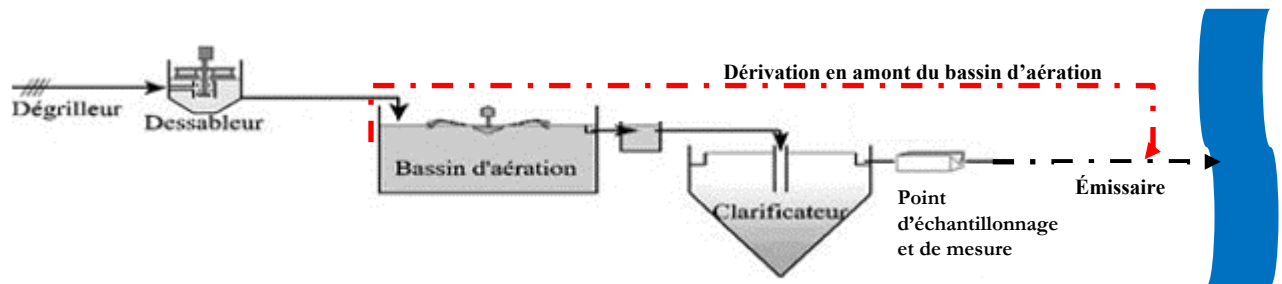 Dérivation en amont du bassin d'aération
Dégrilleur
Dessableur
Bassin d'aération
Clarificateur
Point
d'échantillonnage
et de mesure
Émissaire